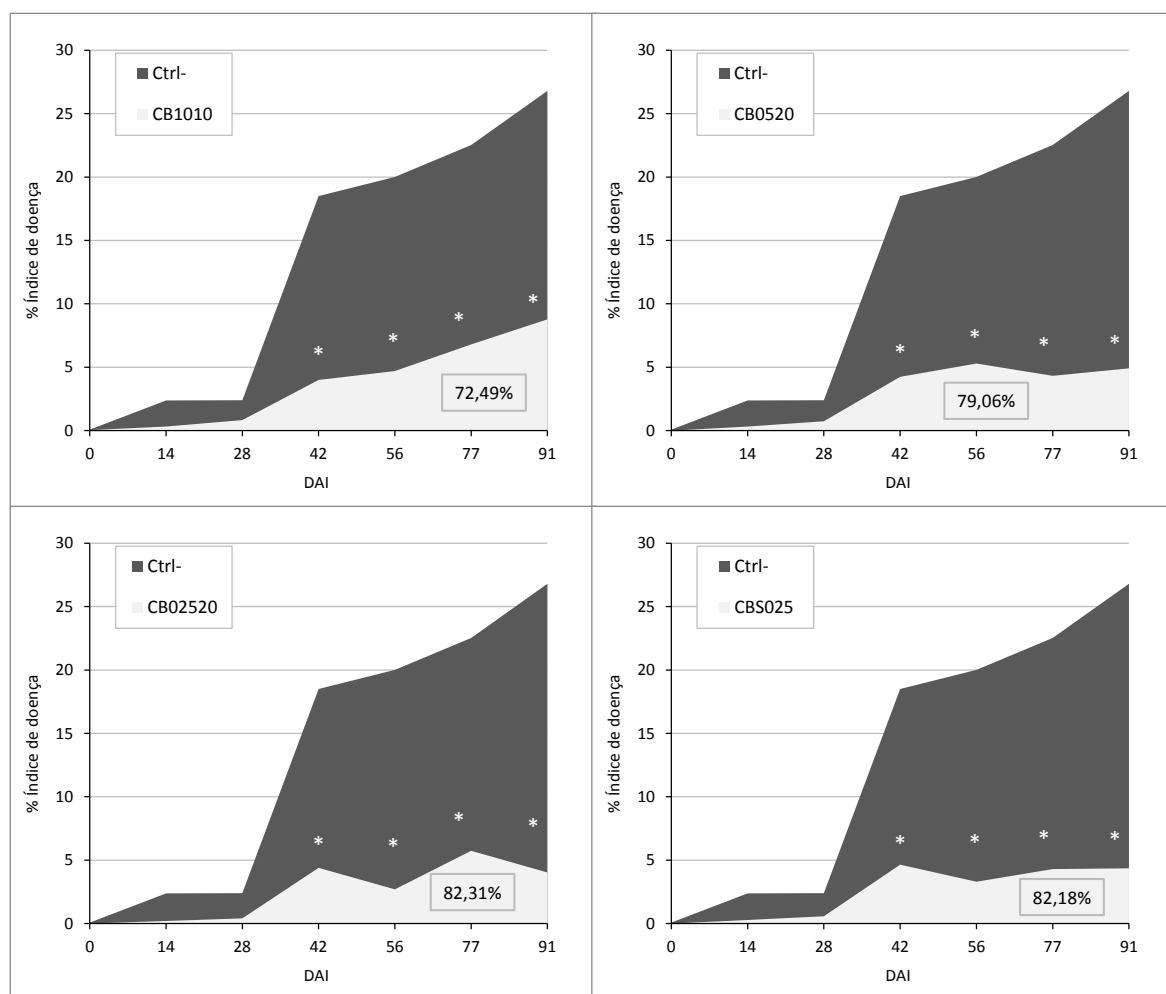 30
25
20
15
10
5
0
% Índice de doença
Ctrl-
CB1010
*
*
*
*
72,49%
0 14 28 42 56 77 91
DAI
30
25
20
15
10
5
0
% Índice de doença
Ctrl-
CB0520
*
*
*
*
79,06%
0 14 28 42 56 77 91
DAI
30
25
20
15
10
5
0
% Índice de doença
Ctrl-
CB02520
*
*
*
*
82,31%
0 14 28 42 56 77 91
DAI
30
25
20
15
10
5
0
% Índice de doença
Ctrl-
CBS025
*
*
*
*
82,18%
0 14 28 42 56 77 91
DAI